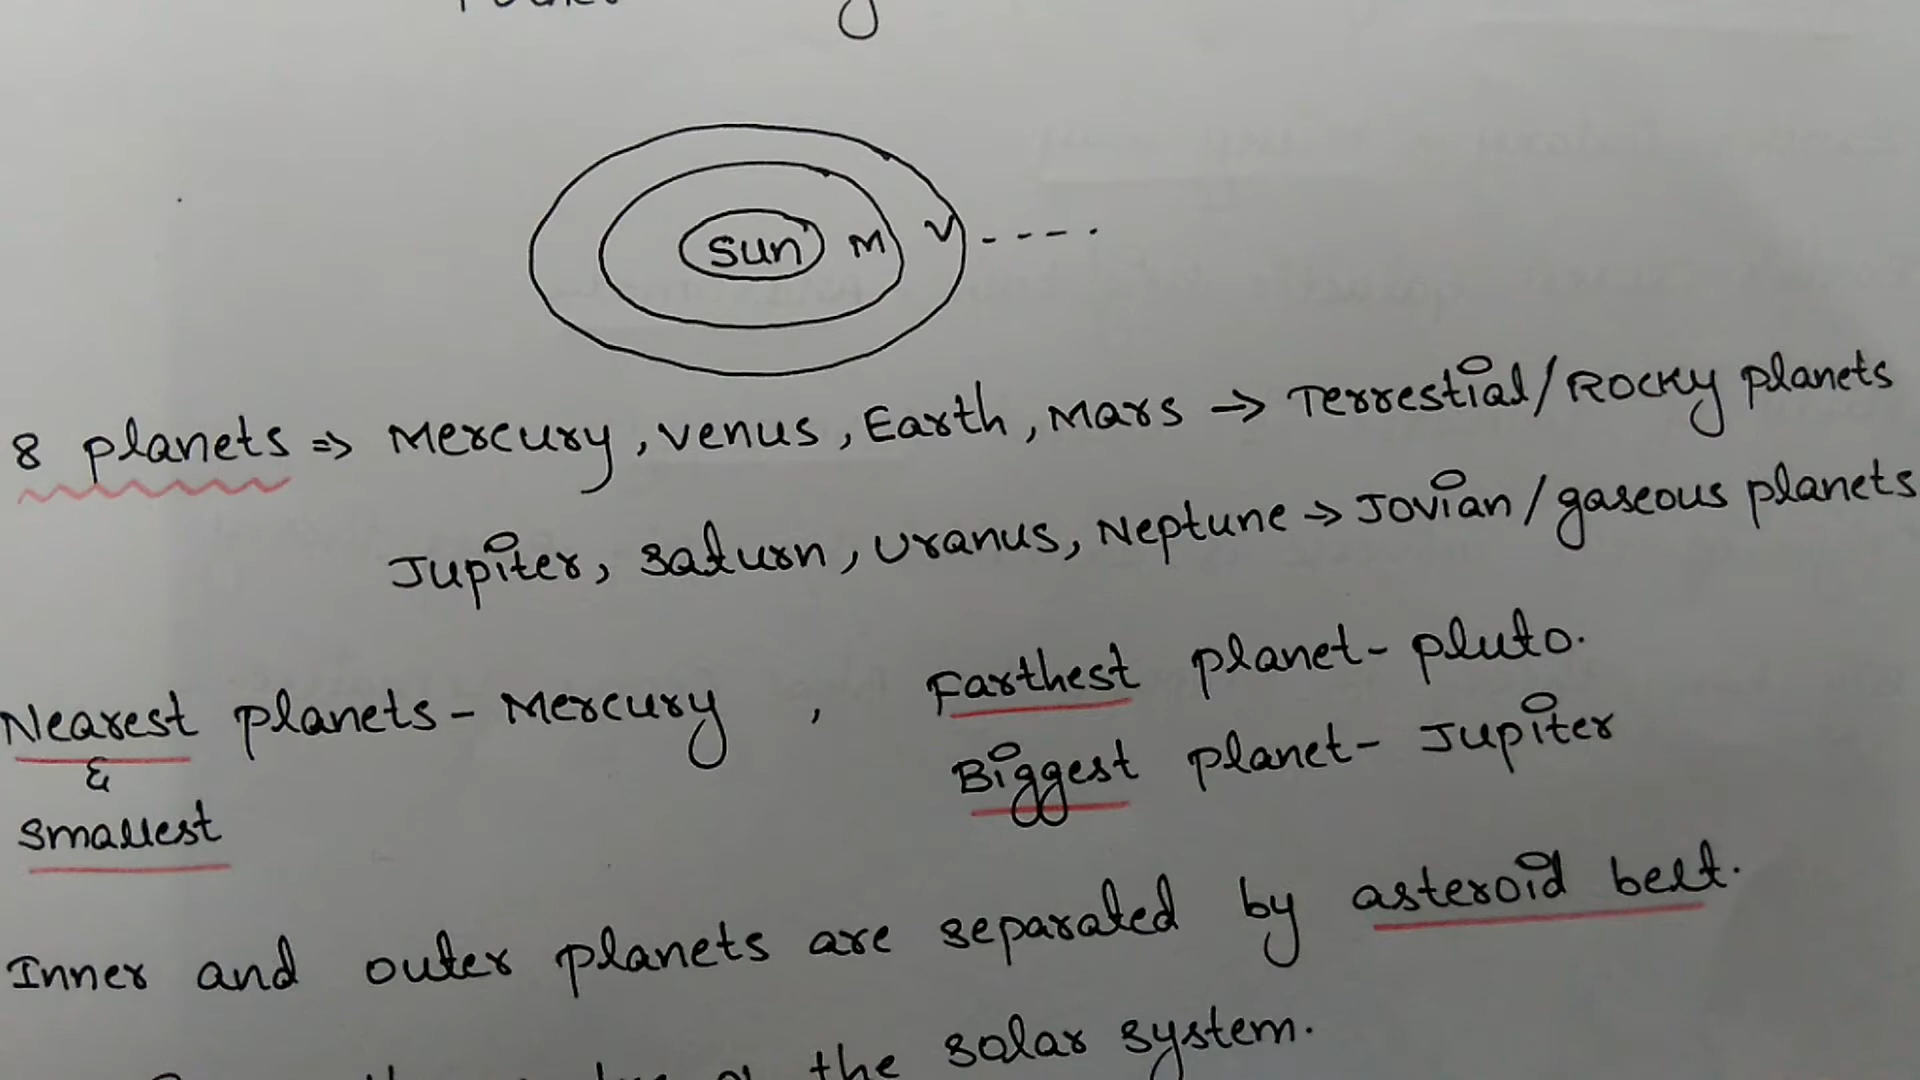 Sun M V ----.
8 planets => Mercury, Venus, Earth, Mars → Terrestial/Rocky planets
Jupiter, Saturn, Uranus, Neptune → Jovian/gaseous planets
Nearest planets - Mercury , Farthest planet - pluto.
&
Smallest
Biggest planet - Jupiter
Inner and outer planets are separated by asteroid belt.
the solar system.